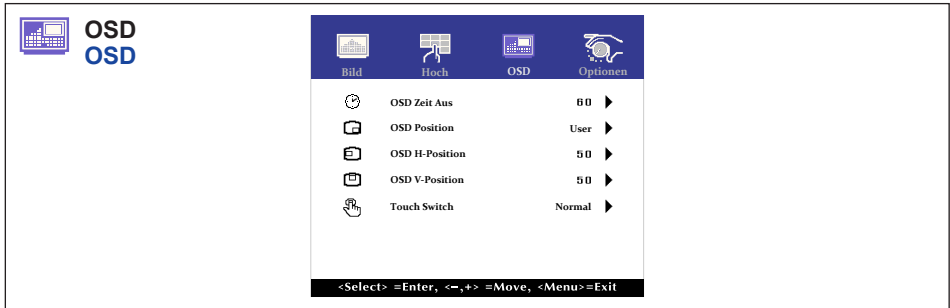 OSD
OSD
Bild Hoch OSD Optionen
OSD Zeit Aus 60
OSD Position User
OSD H-Position 50
OSD V-Position 50
Touch Switch Normal
<Select> =Enter, <−,+> =Move, <Menu>=Exit